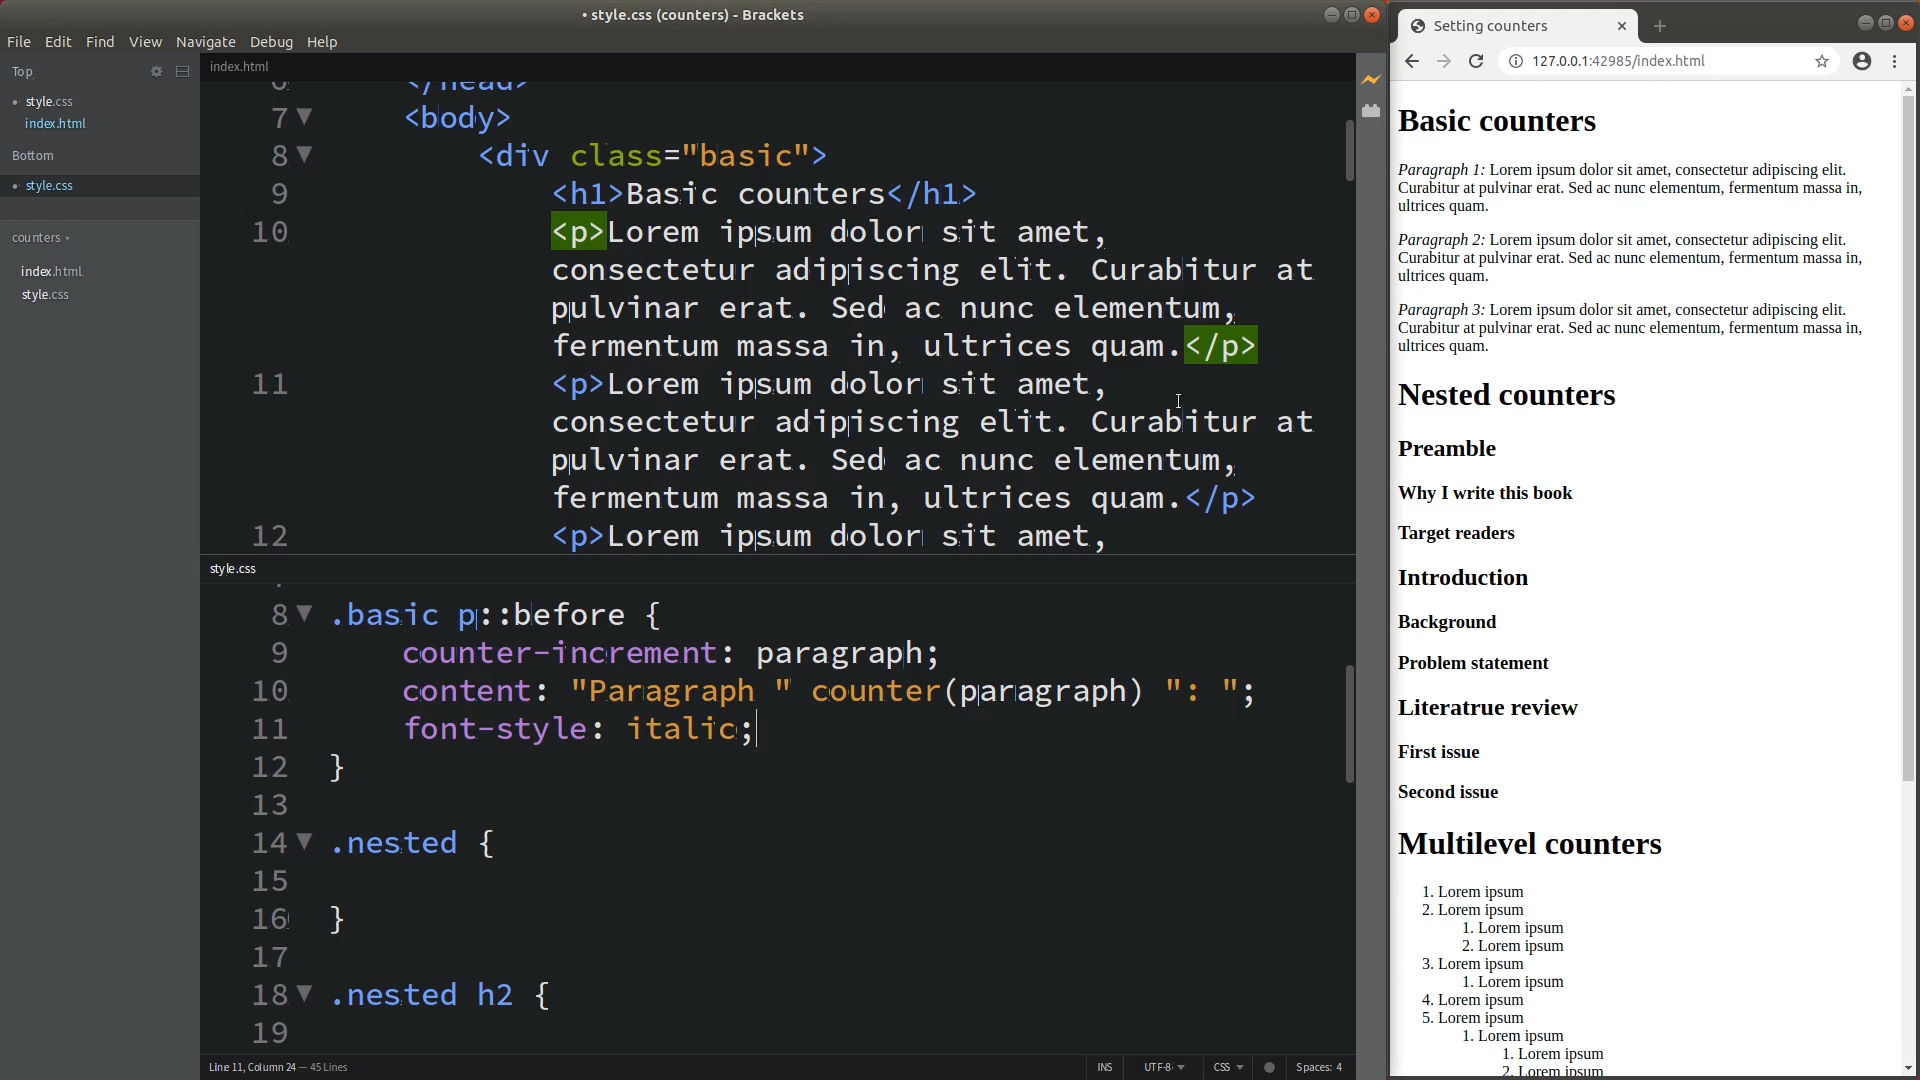 • style.css (counters) - Brackets
File Edit Find View Navigate Debug Help
Top
• style.css
index.html
Bottom
• style.css
counters
index.html
style.css
index.html
6 </head>
7 <body>
8 <div class="basic">
9 <h1>Basic counters</h1>
10 <p>Lorem ipsum dolor sit amet,
consectetur adipiscing elit. Curabitur at
pulvinar erat. Sed ac nunc elementum,
fermentum massa in, ultrices quam.</p>
11 <p>Lorem ipsum dolor sit amet,
consectetur adipiscing elit. Curabitur at
pulvinar erat. Sed ac nunc elementum,
fermentum massa in, ultrices quam.</p>
12 <p>Lorem ipsum dolor sit amet,
style.css
8 .basic p::before {
9 counter-increment: paragraph;
10 content: "Paragraph " counter(paragraph) ": ";
11 font-style: italic;
12 }
13
14 .nested {
15
16 }
17
18 .nested h2 {
19
Line 11, Column 24 — 45 Lines
INS UTF-8 CSS Spaces: 4
Setting counters
127.0.0.1:42985/index.html
Basic counters
Paragraph 1: Lorem ipsum dolor sit amet, consectetur adipiscing elit.
Curabitur at pulvinar erat. Sed ac nunc elementum, fermentum massa in,
ultrices quam.
Paragraph 2: Lorem ipsum dolor sit amet, consectetur adipiscing elit.
Curabitur at pulvinar erat. Sed ac nunc elementum, fermentum massa in,
ultrices quam.
Paragraph 3: Lorem ipsum dolor sit amet, consectetur adipiscing elit.
Curabitur at pulvinar erat. Sed ac nunc elementum, fermentum massa in,
ultrices quam.
Nested counters
Preamble
Why I write this book
Target readers
Introduction
Background
Problem statement
Literatrue review
First issue
Second issue
Multilevel counters
1. Lorem ipsum
2. Lorem ipsum
1. Lorem ipsum
2. Lorem ipsum
3. Lorem ipsum
1. Lorem ipsum
4. Lorem ipsum
5. Lorem ipsum
1. Lorem ipsum
1. Lorem ipsum
2. Lorem ipsum